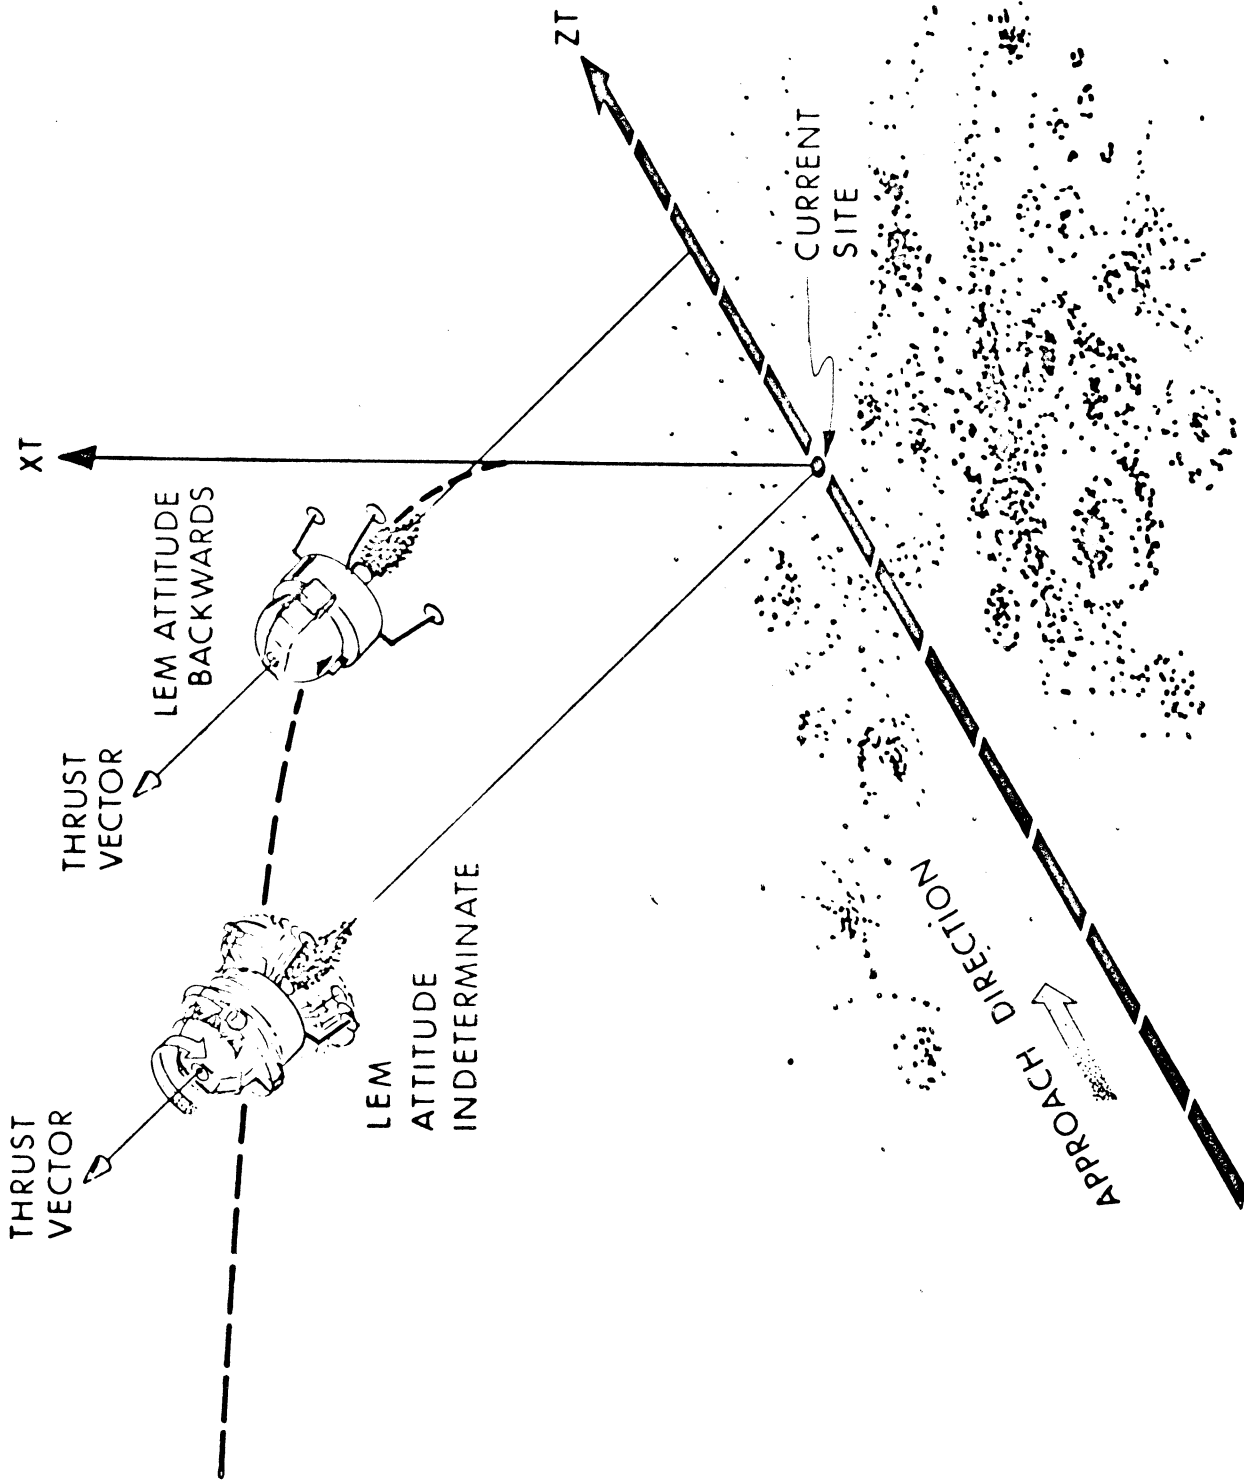 THRUST
VECTOR
THRUST
VECTOR
LEM ATTITUDE
BACKWARDS
XT
ZT
LEM
ATTITUDE
INDETERMINATE
CURRENT
SITE
APPROACH DIRECTION